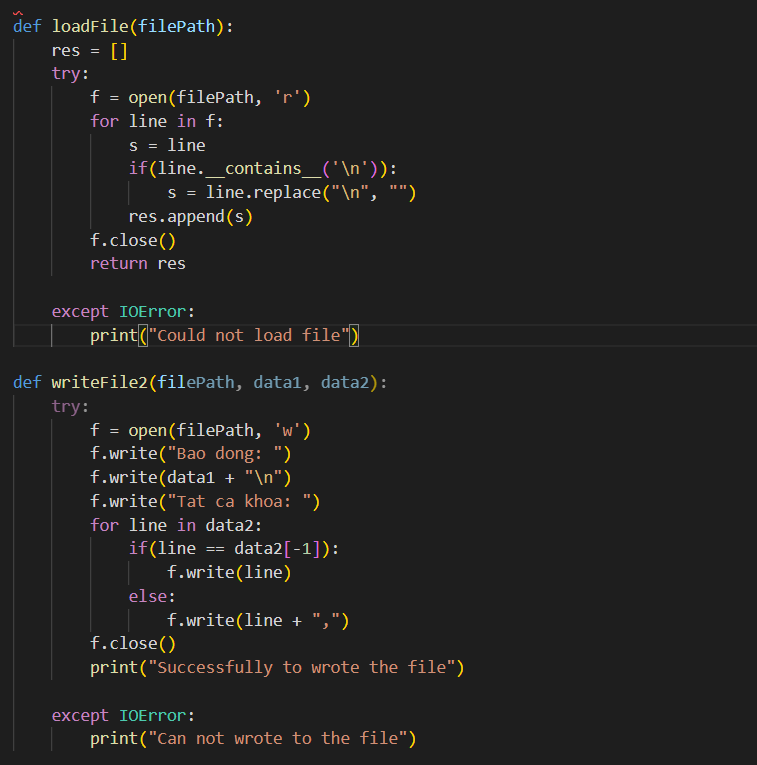 def loadFile(filePath):
    res = []
    try:
        f = open(filePath, 'r')
        for line in f:
            s = line
            if(line.__contains__('\n')):
                s = line.replace("\n", "")
            res.append(s)
        f.close()
        return res

    except IOError:
        print("Could not load file")

def writeFile2(filePath, data1, data2):
    try:
        f = open(filePath, 'w')
        f.write("Bao dong: ")
        f.write(data1 + "\n")
        f.write("Tat ca khoa: ")
        for line in data2:
            if(line == data2[-1]):
                f.write(line)
            else:
                f.write(line + ",")
        f.close()
        print("Successfully to wrote the file")

    except IOError:
        print("Can not wrote to the file")